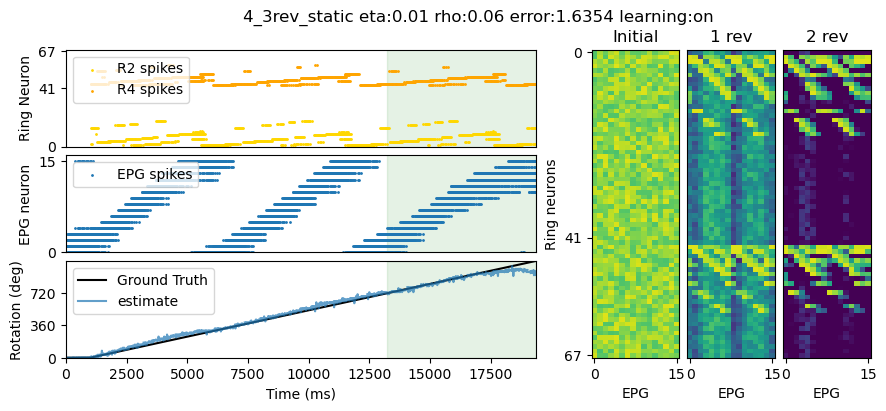 4_3rev_static eta:0.01 rho:0.06 error:1.6354 learning:on
67
41
0
Ring Neuron
R2 spikes
R4 spikes
15
0
EPG neuron
EPG spikes
720
360
0
Rotation (deg)
Ground Truth
estimate
0 2500 5000 7500 10000 12500 15000 17500
Time (ms)
Initial 1 rev 2 rev
0
41
67
Ring neurons
0 15 0 15 0 15
EPG EPG EPG